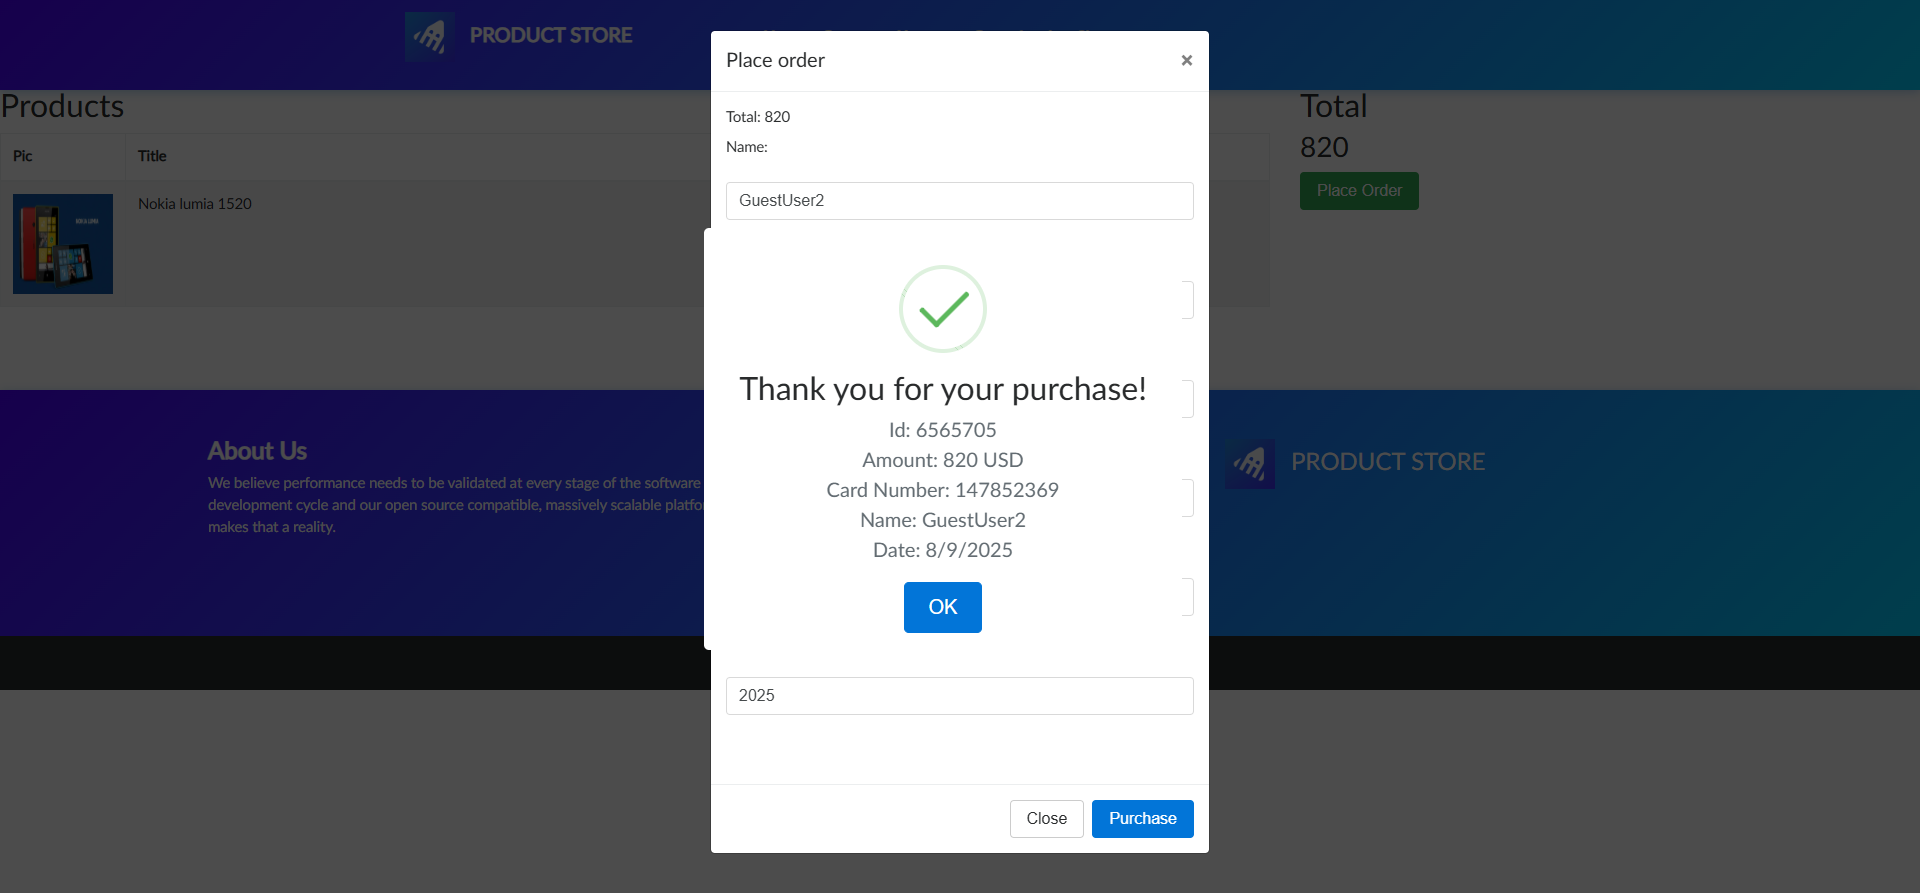 PRODUCT STORE
Place order
×
Total: 820
Name:
GuestUser2
Products
Pic
Title
Nokia lumia 1520
NOKIA LUMIA
Total
820
Place Order
Thank you for your purchase!
Id: 6565705
Amount: 820 USD
Card Number: 147852369
Name: GuestUser2
Date: 8/9/2025
OK
2025
Close
Purchase
About Us
We believe performance needs to be validated at every stage of the software
development cycle and our open source compatible, massively scalable platfo
makes that a reality.
PRODUCT STORE